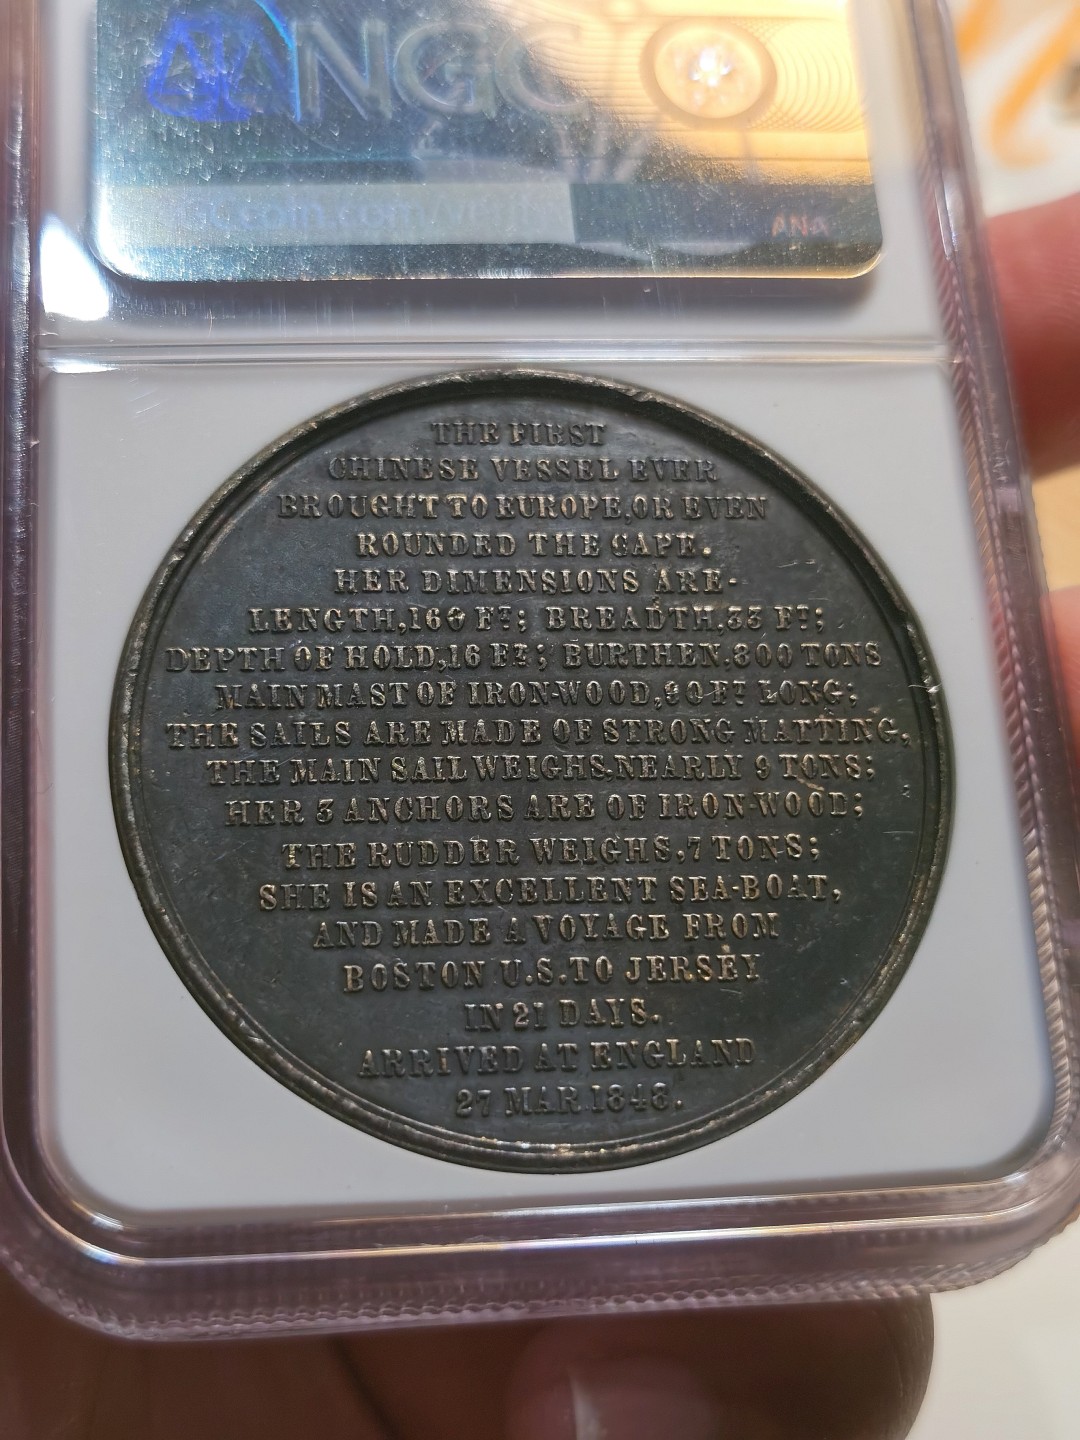 NGC
ANA
THE FIRST
CHINESE VESSEL EVER
BROUGHT TO EUROPE, OR EVEN
ROUNDED THE CAPE.
HER DIMENSIONS ARE-
LENGTH, 160 FT; BREADTH, 33 FT;
DEPTH OF HOLD, 16 FT; BURTHEN, 800 TONS
MAIN MAST OF IRON-WOOD, 90 FT LONG;
THE SAILS ARE MADE OF STRONG MATTING,
THE MAIN SAIL WEIGHS, NEARLY 9 TONS;
HER 3 ANCHORS ARE OF IRON-WOOD;
THE RUDDER WEIGHS, 7 TONS;
SHE IS AN EXCELLENT SEA-BOAT,
AND MADE A VOYAGE FROM
BOSTON U.S. TO JERSEY
IN 21 DAYS.
ARRIVED AT ENGLAND
27 MAR 1848.